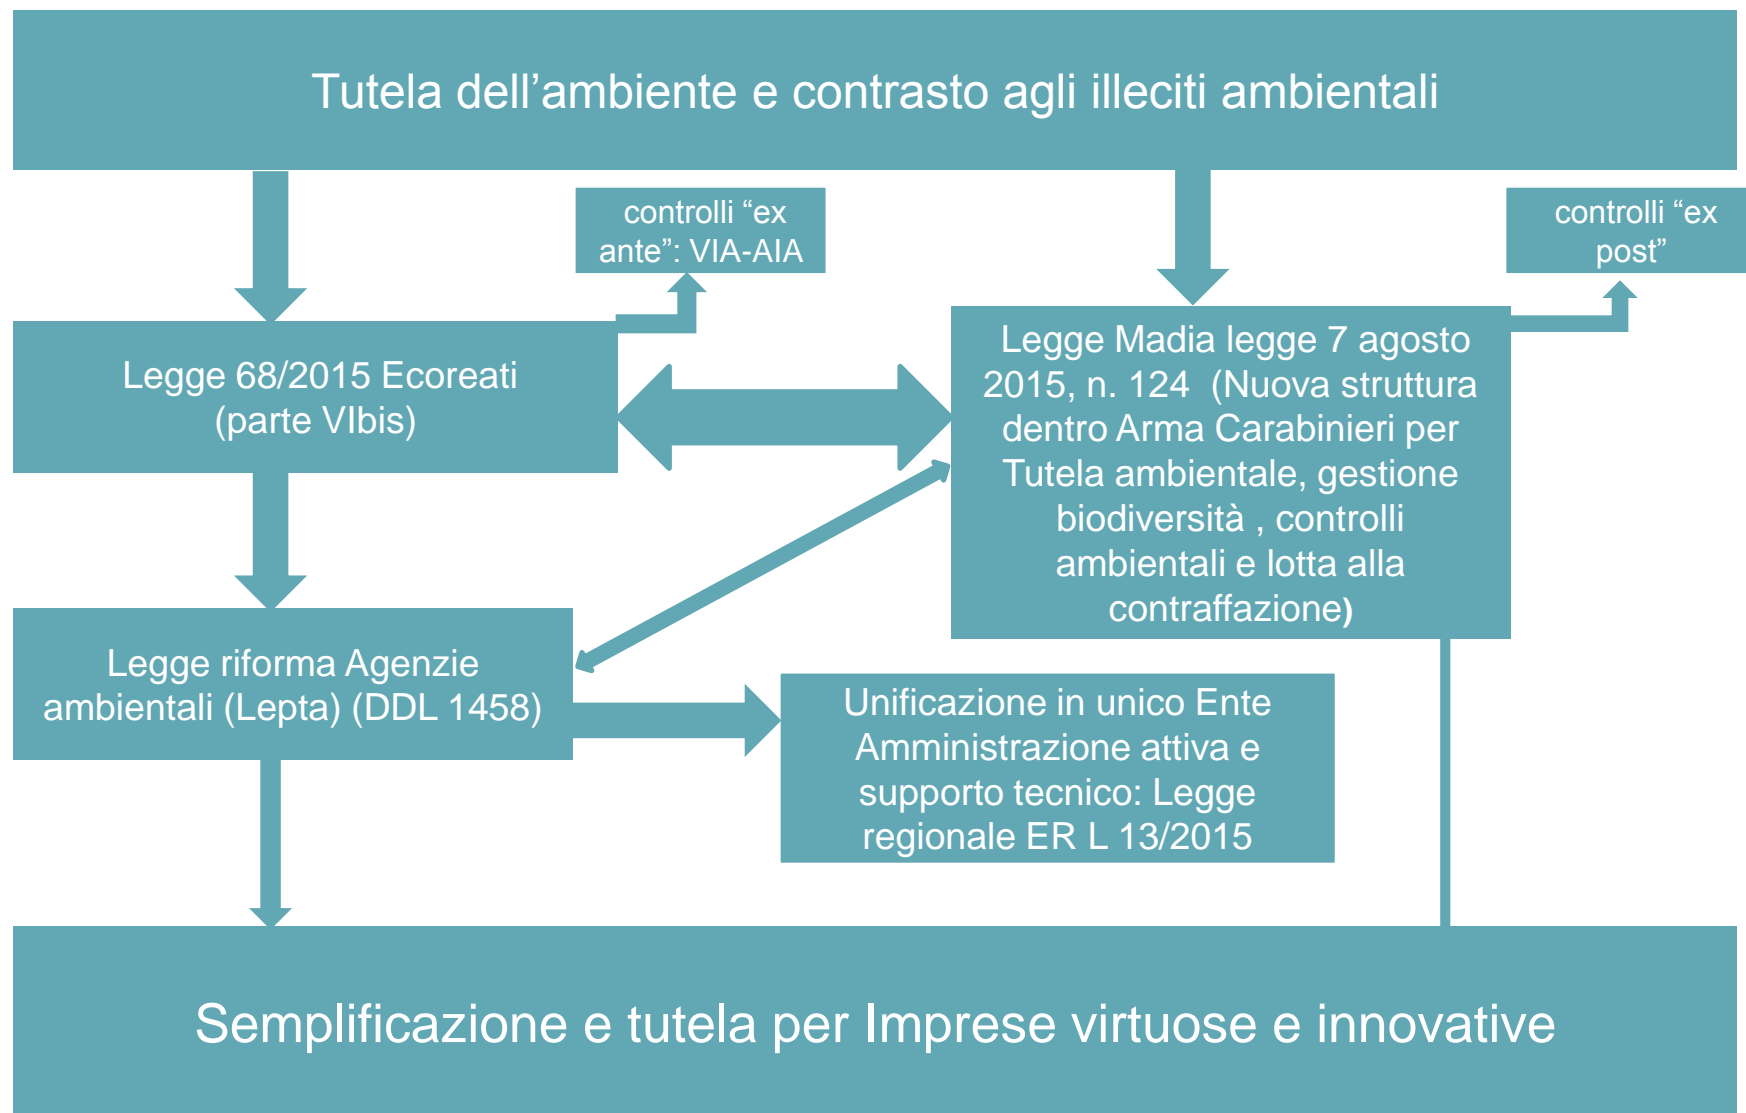 Tutela dell’ambiente e contrasto agli illeciti ambientali
controlli “ex
ante”: VIA-AIA
controlli “ex
post”
Legge 68/2015 Ecoreati
(parte VIbis)
Legge Madia legge 7 agosto
2015, n. 124  (Nuova struttura
dentro Arma Carabinieri per
Tutela ambientale, gestione
biodiversità , controlli
ambientali e lotta alla
contraffazione)
Legge riforma Agenzie
ambientali (Lepta) (DDL 1458)
Unificazione in unico Ente
Amministrazione attiva e
supporto tecnico: Legge
regionale ER L 13/2015
Semplificazione e tutela per Imprese virtuose e innovative